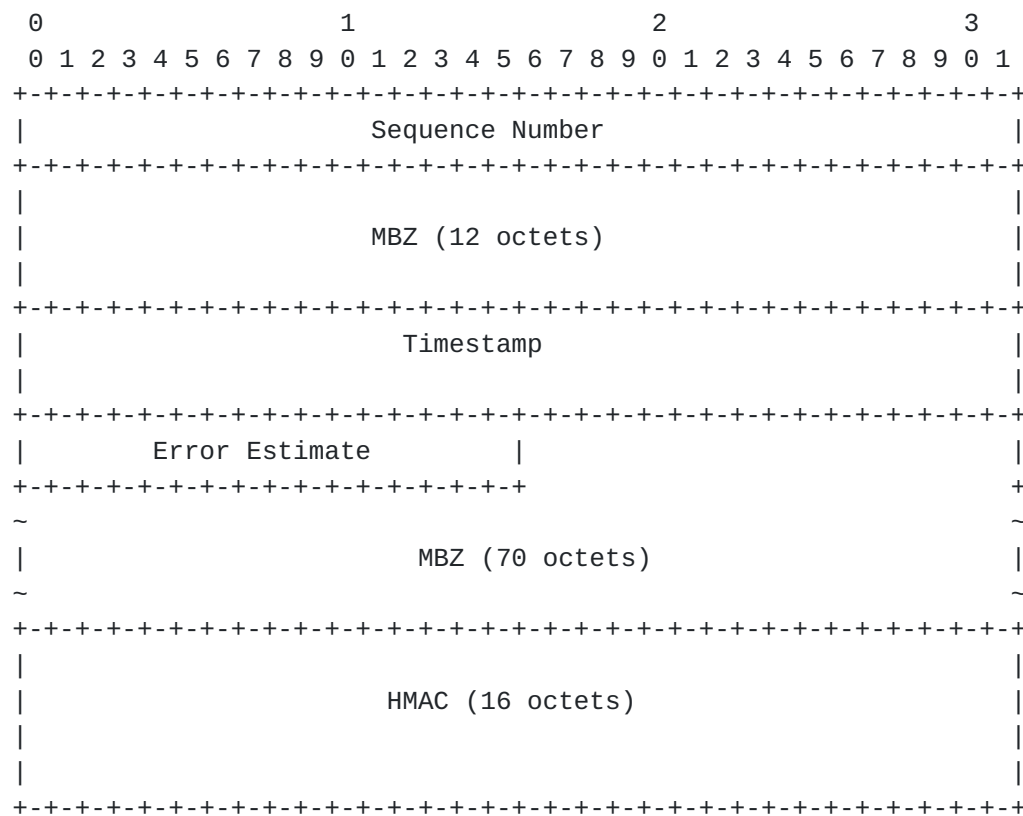 0                   1                   2                   3
 0 1 2 3 4 5 6 7 8 9 0 1 2 3 4 5 6 7 8 9 0 1 2 3 4 5 6 7 8 9 0 1
+-+-+-+-+-+-+-+-+-+-+-+-+-+-+-+-+-+-+-+-+-+-+-+-+-+-+-+-+-+-+-+-+
|                      Sequence Number                          |
+-+-+-+-+-+-+-+-+-+-+-+-+-+-+-+-+-+-+-+-+-+-+-+-+-+-+-+-+-+-+-+-+
|                                                               |
|                      MBZ (12 octets)                          |
|                                                               |
+-+-+-+-+-+-+-+-+-+-+-+-+-+-+-+-+-+-+-+-+-+-+-+-+-+-+-+-+-+-+-+-+
|                        Timestamp                              |
|                                                               |
+-+-+-+-+-+-+-+-+-+-+-+-+-+-+-+-+-+-+-+-+-+-+-+-+-+-+-+-+-+-+-+-+
|        Error Estimate         |                               |
+-+-+-+-+-+-+-+-+-+-+-+-+-+-+-+-+                               +
~                                                               ~
|                         MBZ (70 octets)                       |
~                                                               ~
+-+-+-+-+-+-+-+-+-+-+-+-+-+-+-+-+-+-+-+-+-+-+-+-+-+-+-+-+-+-+-+-+
|                                                               |
|                       HMAC (16 octets)                        |
|                                                               |
|                                                               |
+-+-+-+-+-+-+-+-+-+-+-+-+-+-+-+-+-+-+-+-+-+-+-+-+-+-+-+-+-+-+-+-+